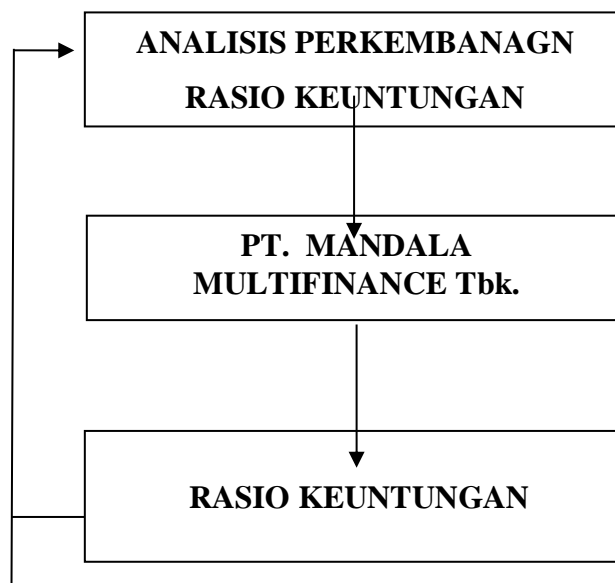 ANALISIS PERKEMBANAGN
RASIO KEUNTUNGAN
PT. MANDALA
MULTIFINANCE Tbk.
RASIO KEUNTUNGAN